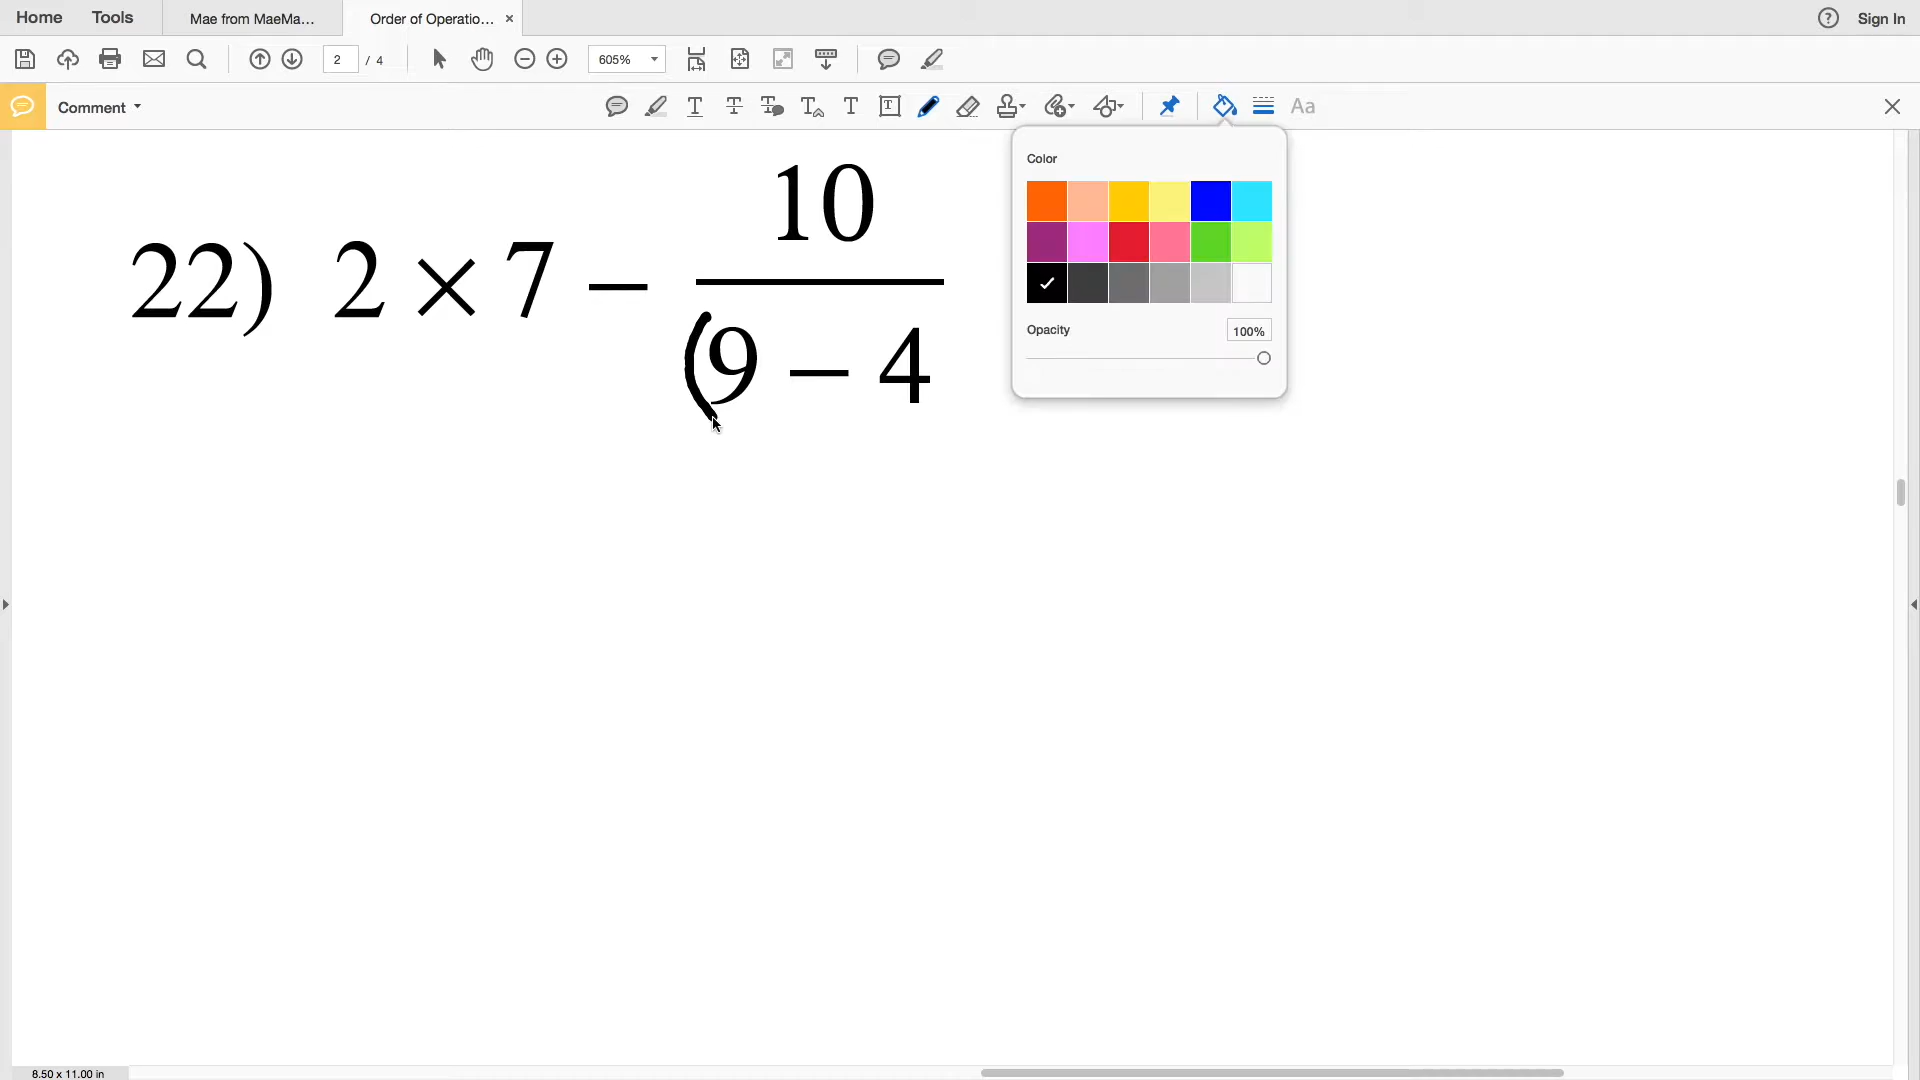 Home Tools Mae from MaeMa... Order of Operatio... × ? Sign In
2 / 4 605%
Comment T T T T T T Aa
Color
22) 2 × 7 − 10 / (9 − 4
Opacity 100%
8.50 x 11.00 in